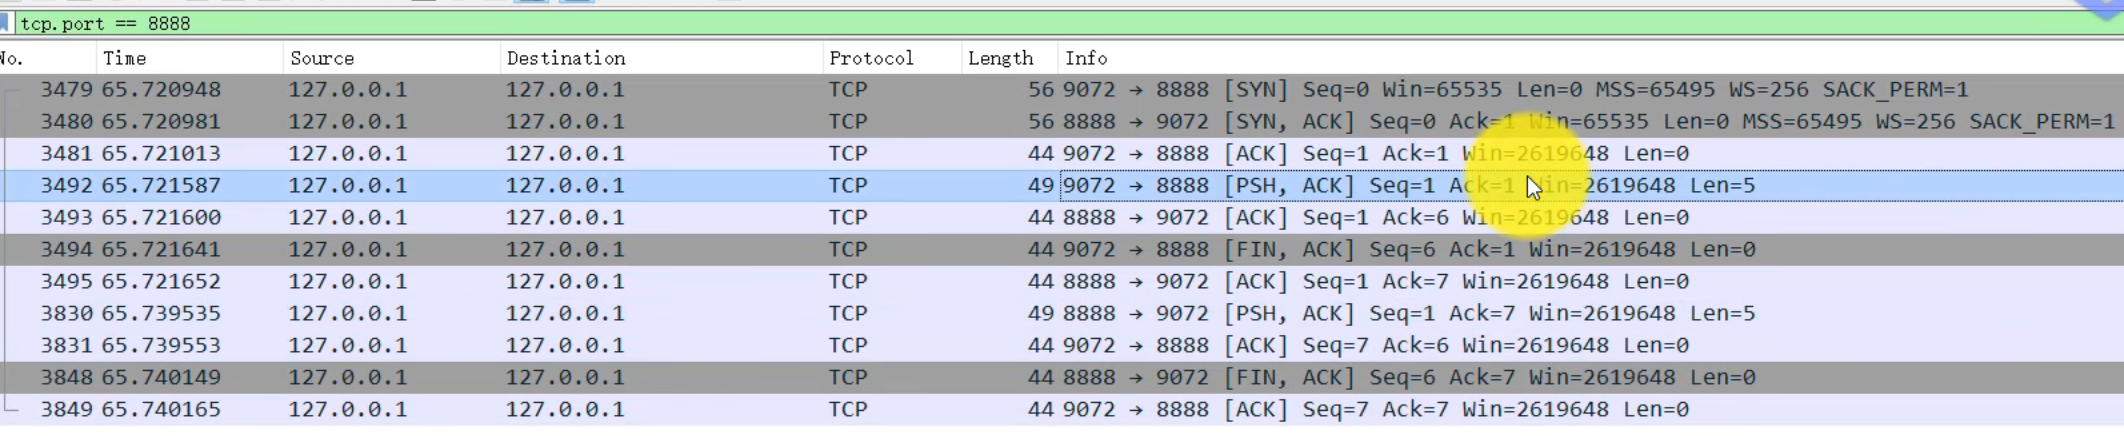 tcp.port == 8888
No. Time Source Destination Protocol Length Info
3479 65.720948 127.0.0.1 127.0.0.1 TCP 56 9072 → 8888 [SYN] Seq=0 Win=65535 Len=0 MSS=65495 WS=256 SACK_PERM=1
3480 65.720981 127.0.0.1 127.0.0.1 TCP 56 8888 → 9072 [SYN, ACK] Seq=0 Ack=1 Win=65535 Len=0 MSS=65495 WS=256 SACK_PERM=1
3481 65.721013 127.0.0.1 127.0.0.1 TCP 44 9072 → 8888 [ACK] Seq=1 Ack=1 Win=2619648 Len=0
3492 65.721587 127.0.0.1 127.0.0.1 TCP 49 9072 → 8888 [PSH, ACK] Seq=1 Ack=1 Win=2619648 Len=5
3493 65.721600 127.0.0.1 127.0.0.1 TCP 44 8888 → 9072 [ACK] Seq=1 Ack=6 Win=2619648 Len=0
3494 65.721641 127.0.0.1 127.0.0.1 TCP 44 9072 → 8888 [FIN, ACK] Seq=6 Ack=1 Win=2619648 Len=0
3495 65.721652 127.0.0.1 127.0.0.1 TCP 44 8888 → 9072 [ACK] Seq=1 Ack=7 Win=2619648 Len=0
3830 65.739535 127.0.0.1 127.0.0.1 TCP 49 8888 → 9072 [PSH, ACK] Seq=1 Ack=7 Win=2619648 Len=5
3831 65.739553 127.0.0.1 127.0.0.1 TCP 44 9072 → 8888 [ACK] Seq=7 Ack=6 Win=2619648 Len=0
3848 65.740149 127.0.0.1 127.0.0.1 TCP 44 8888 → 9072 [FIN, ACK] Seq=6 Ack=7 Win=2619648 Len=0
3849 65.740165 127.0.0.1 127.0.0.1 TCP 44 9072 → 8888 [ACK] Seq=7 Ack=7 Win=2619648 Len=0